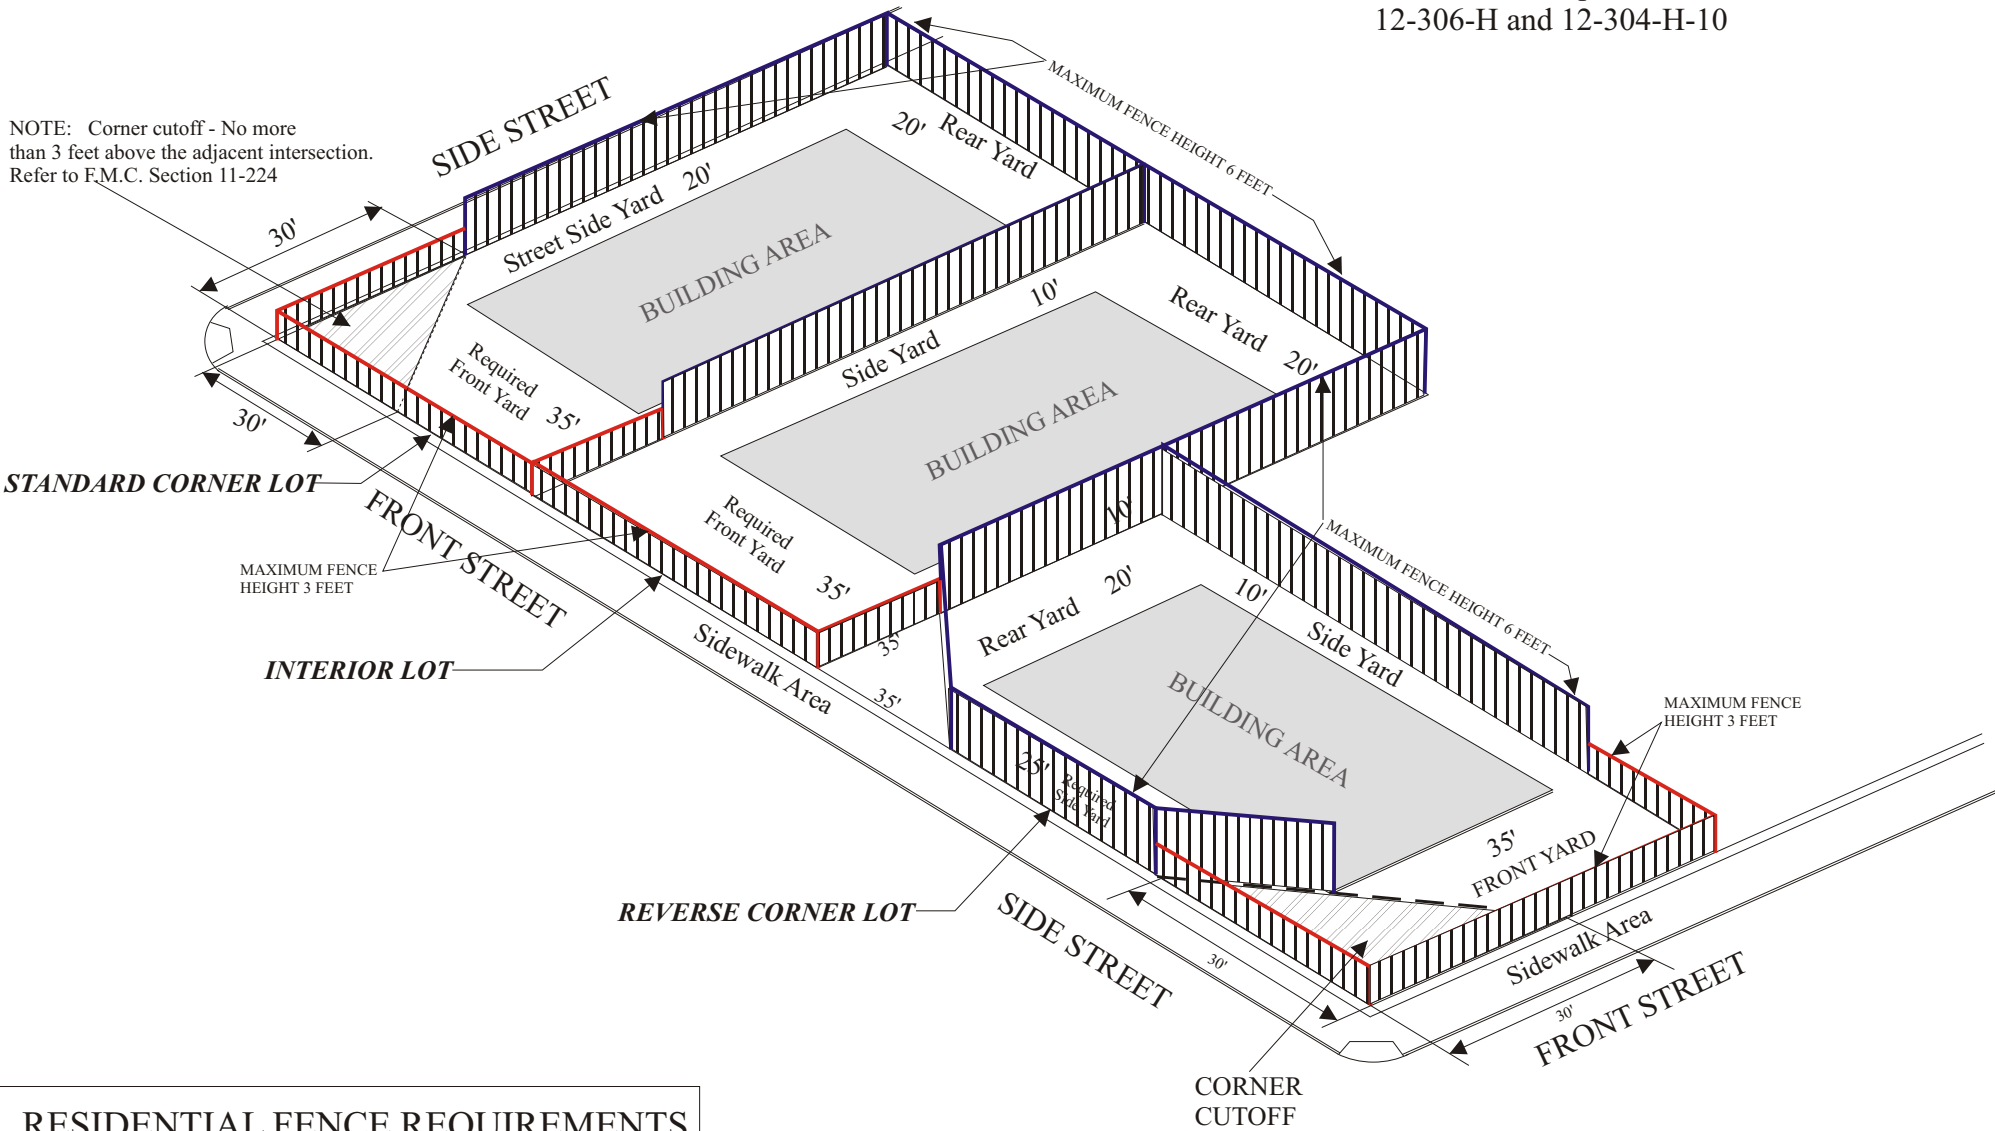 12-306-H and 12-304-H-10
NOTE: Corner cutoff - No more
than 3 feet above the adjacent intersection.
Refer to F.M.C. Section 11-224
SIDE STREET
MAXIMUM FENCE HEIGHT 6 FEET
20'
Rear Yard
Street Side Yard 20'
30'
BUILDING AREA
Required
Front Yard
35'
30'
10'
Side Yard
Rear Yard
20'
BUILDING AREA
STANDARD CORNER LOT
FRONT STREET
Required
Front Yard
35'
10'
MAXIMUM FENCE
HEIGHT 3 FEET
MAXIMUM FENCE HEIGHT 6 FEET
INTERIOR LOT
Sidewalk Area
35'
35'
Rear Yard
20'
10'
Side Yard
BUILDING AREA
MAXIMUM FENCE
HEIGHT 3 FEET
25'
Required
Side Yard
35'
FRONT YARD
REVERSE CORNER LOT
SIDE STREET
30'
Sidewalk Area
30'
FRONT STREET
CORNER
CUTOFF
RESIDENTIAL FENCE REQUIREMENTS